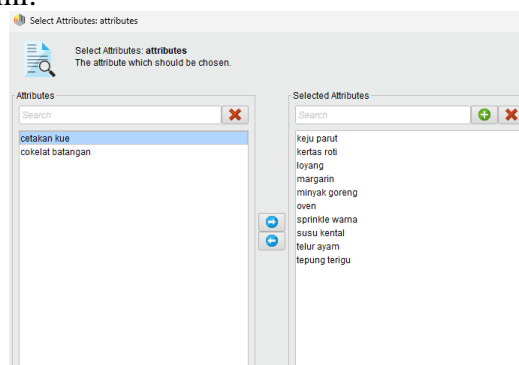 Select Attributes: attributes
Select Attributes: attributes
The attribute which should be chosen.
Attributes
Search
cetakan kue
cokelat batangan
Selected Attributes
Search
keju parut
kertas roti
loyang
margarin
minyak goreng
oven
sprinkle warna
susu kental
telur ayam
tepung terigu